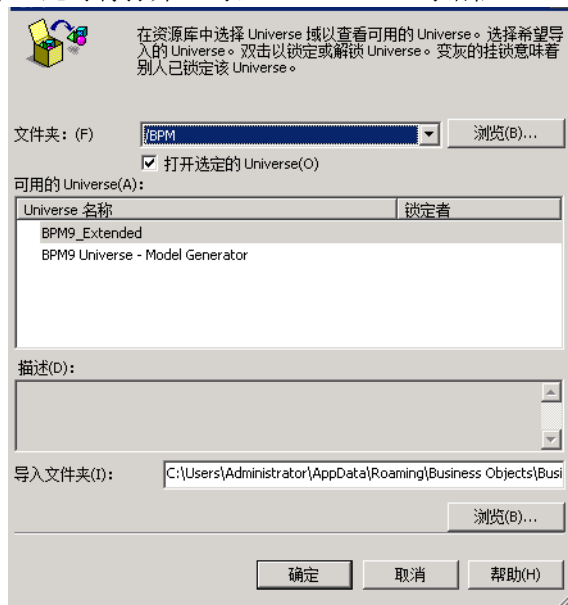 在资源库中选择 Universe 域以查看可用的 Universe。选择希望导
入的 Universe。双击以锁定或解锁 Universe。变灰的挂锁意味着
别人已锁定该 Universe。
文件夹：(F) /BPM 浏览(B)...
打开选定的 Universe(O)
可用的 Universe(A)：
Universe 名称 锁定者
BPM9_Extended
BPM9 Universe - Model Generator
描述(D)：
导入文件夹(I)： C:\Users\Administrator\AppData\Roaming\Business Objects\Busi
浏览(B)...
确定 取消 帮助(H)